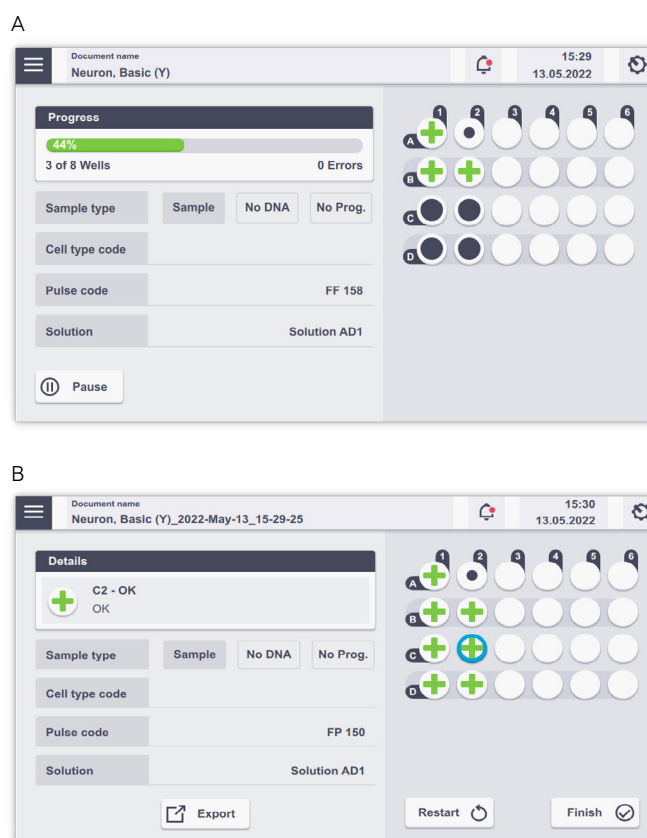 A
Document name
Neuron, Basic (Y)
15:29
13.05.2022
Progress
44%
3 of 8 Wells
0 Errors
Sample type
Sample
No DNA
No Prog.
Cell type code
Pulse code
FF 158
Solution
Solution AD1
Pause
1 2 3 4 5 6
A
B
C
D
B
Document name
Neuron, Basic (Y)_2022-May-13_15-29-25
15:30
13.05.2022
Details
C2 - OK
OK
Sample type
Sample
No DNA
No Prog.
Cell type code
Pulse code
FP 150
Solution
Solution AD1
Export
1 2 3 4 5 6
A
B
C
D
Restart
Finish